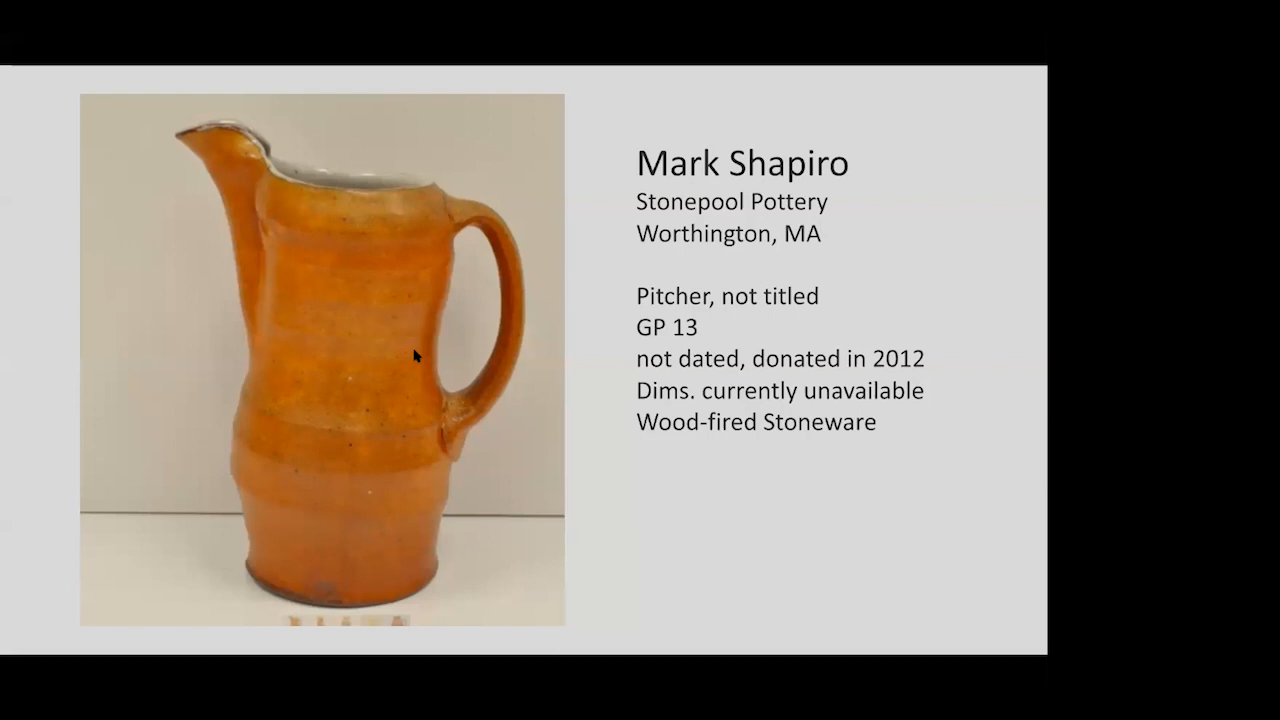 Mark Shapiro
Stonepool Pottery
Worthington, MA
Pitcher, not titled
GP 13
not dated, donated in 2012
Dims. currently unavailable
Wood-fired Stoneware